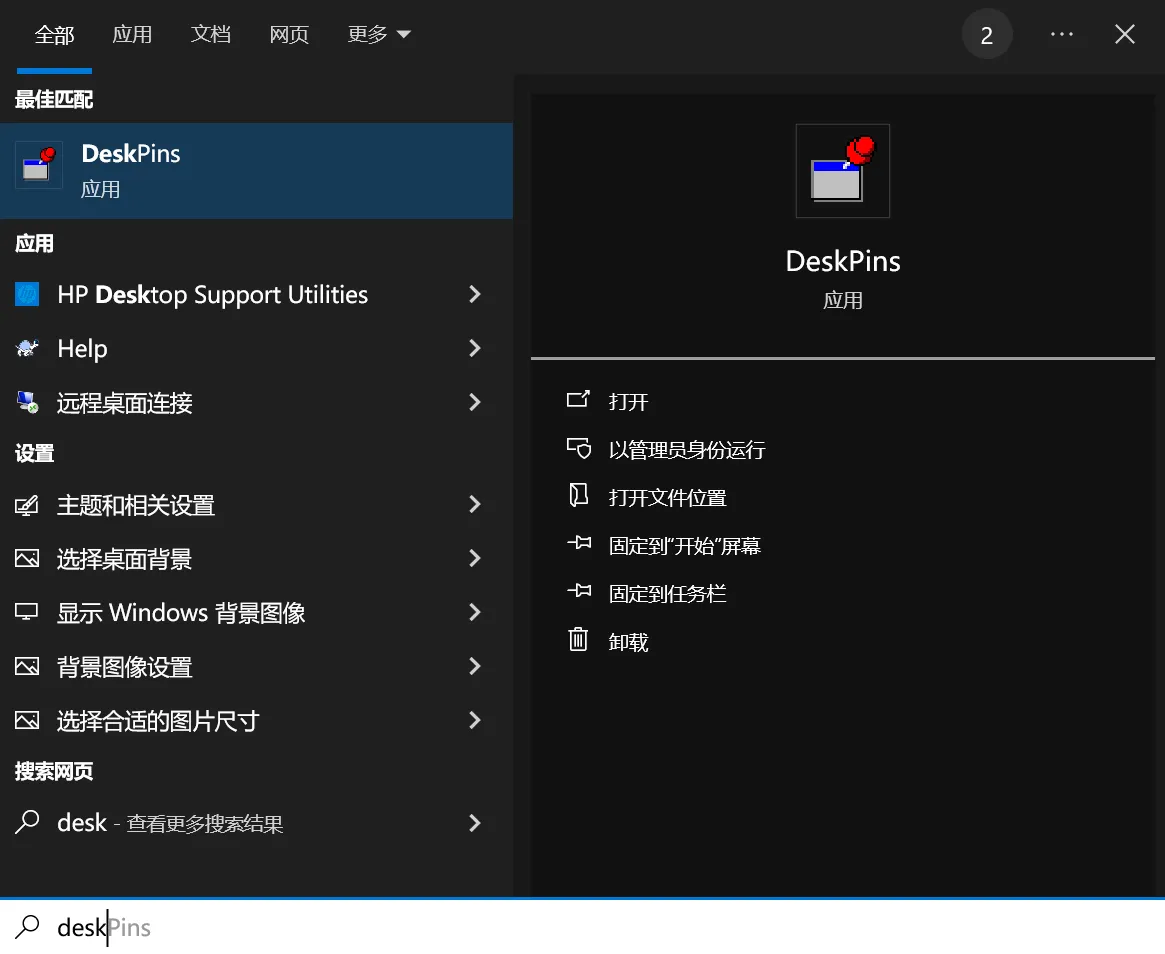 全部 应用 文档 网页 更多 2
最佳匹配
DeskPins
应用
应用
HP Desktop Support Utilities
Help
远程桌面连接
设置
主题和相关设置
选择桌面背景
显示 Windows 背景图像
背景图像设置
选择合适的图片尺寸
搜索网页
desk - 查看更多搜索结果
DeskPins
应用
打开
以管理员身份运行
打开文件位置
固定到"开始"屏幕
固定到任务栏
卸载
deskPins